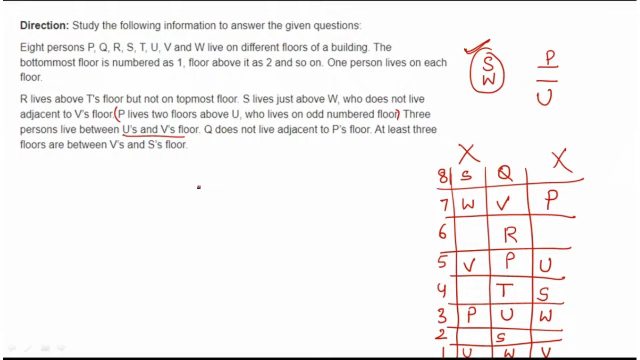 Direction: Study the following information to answer the given questions:
Eight persons P, Q, R, S, T, U, V and W live on different floors of a building. The
bottommost floor is numbered as 1, floor above it as 2 and so on. One person lives on each
floor.
R lives above T's floor but not on topmost floor. S lives just above W, who does not live
adjacent to V's floor. P lives two floors above U, who lives on odd numbered floor. Three
persons live between U's and V's floor. Q does not live adjacent to P's floor. At least three
floors are between V's and S's floor.
S
W
P
U
X X
8 S Q
7 W V P
6 R
5 V P U
4 T S
3 P U W
2 S
1 U W V